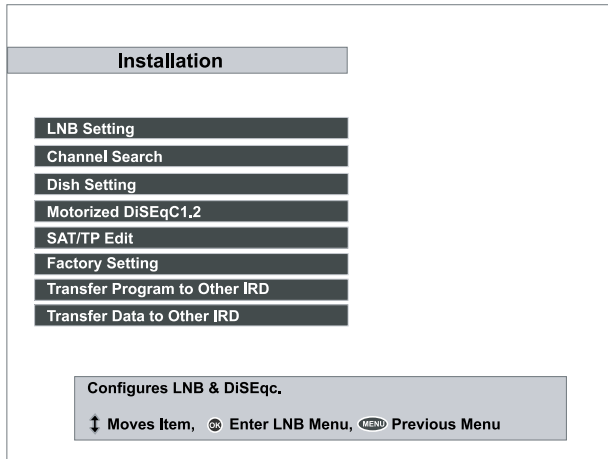 Installation
LNB Setting
Channel Search
Dish Setting
Motorized DiSEqC1.2
SAT/TP Edit
Factory Setting
Transfer Program to Other IRD
Transfer Data to Other IRD
Configures LNB & DiSEqc.
Moves Item, OK Enter LNB Menu, MENU Previous Menu